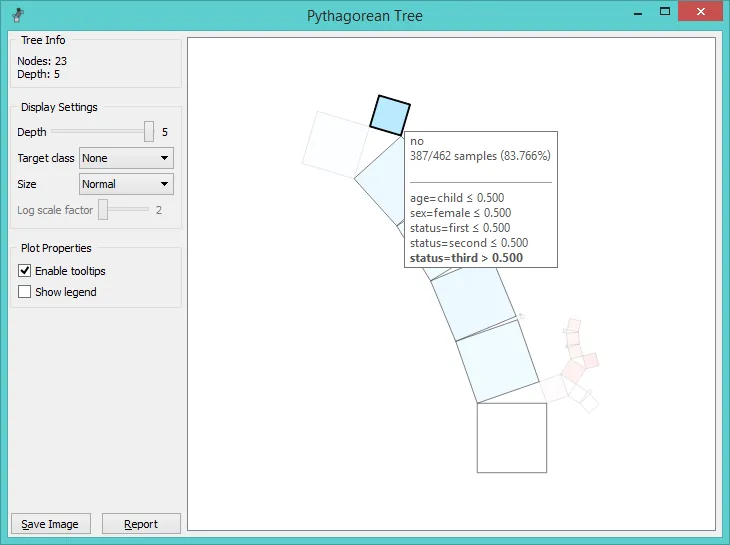 Pythagorean Tree
Tree Info
Nodes: 23
Depth: 5
Display Settings
Depth 5
Target class None
Size Normal
Log scale factor 2
Plot Properties
Enable tooltips
Show legend
Save Image Report
no
387/462 samples (83.766%)
age=child ≤ 0.500
sex=female ≤ 0.500
status=first ≤ 0.500
status=second ≤ 0.500
status=third > 0.500